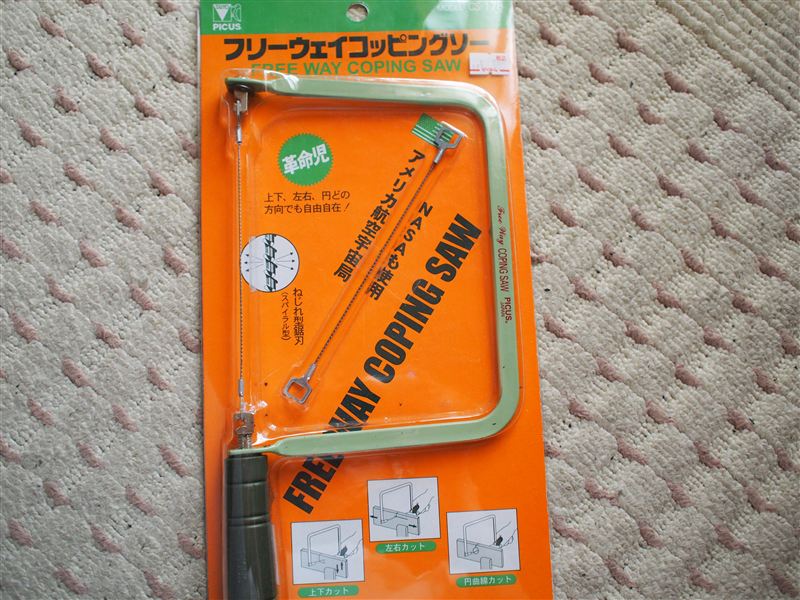 PICUS
MODEL CS-178
フリーウェイコッピングソー
FREE WAY COPING SAW
革命児
上下、左右、円どの
方向でも自由自在!
アメリカ航空宇宙局
NASAも使用
ねじれ型鋸刃
(スパイラル型)
FREE WAY COPING SAW
Free Way COPING SAW PICUS
上下カット
左右カット
円曲線カット